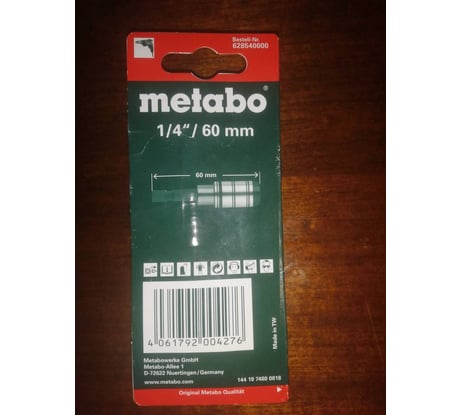 Bestell-Nr.
628540000
metabo®
1/4"/ 60 mm
60 mm
4 061792 004276
Made in TW
Metabowerke GmbH
Metabo-Allee 1
D-72622 Nuertingen/Germany
www.metabo.com
144 19 7480 0818
Original Metabo Qualität